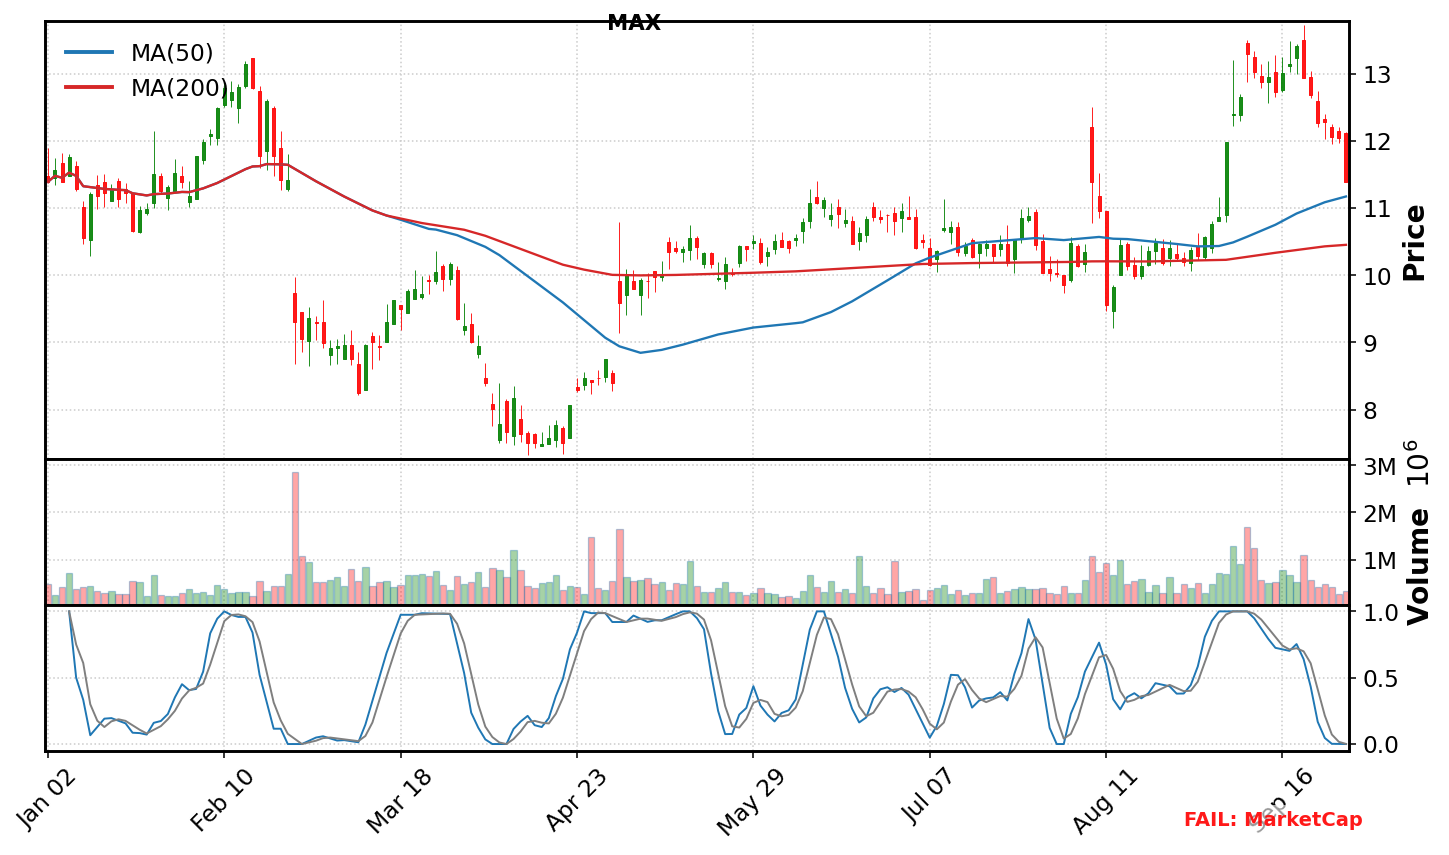 MAX
MA(50)
MA(200)
13
12
11
10
9
8
Price
3M
2M
1M
Volume 10⁶
1.0
0.5
0.0
Jan 02
Feb 10
Mar 18
Apr 23
May 29
Jul 07
Aug 11
Sep 16
FAIL: MarketCap